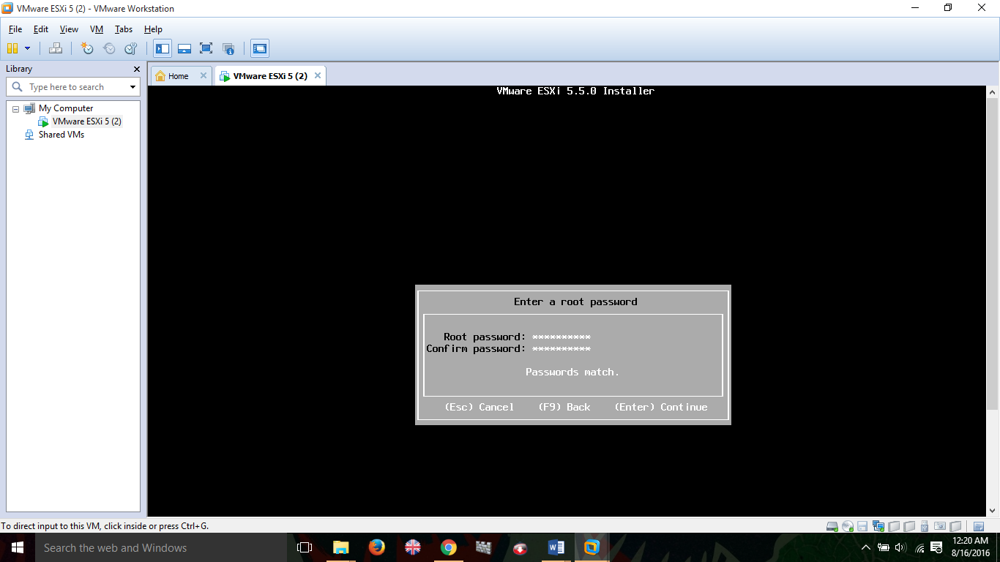 VMware ESXi 5 (2) - VMware Workstation
File Edit View VM Tabs Help
Library
Type here to search
My Computer
VMware ESXi 5 (2)
Shared VMs
Home
VMware ESXi 5 (2)
VMware ESXi 5.5.0 Installer
Enter a root password
Root password: **********
Confirm password: **********
Passwords match.
(Esc) Cancel (F9) Back (Enter) Continue
To direct input to this VM, click inside or press Ctrl+G.
Search the web and Windows
12:20 AM
8/16/2016